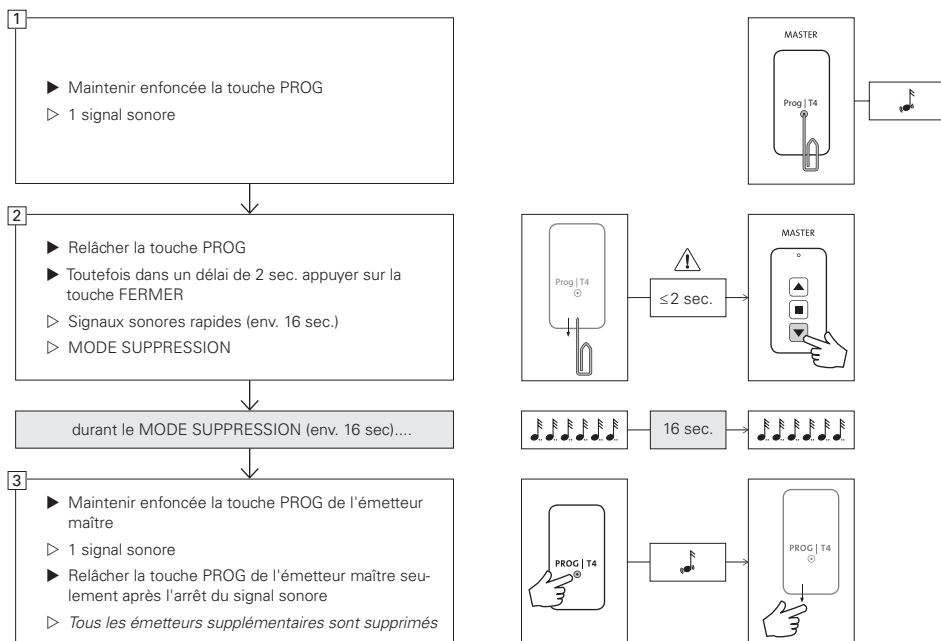 1
▶ Maintenir enfoncée la touche PROG
▷ 1 signal sonore
MASTER
Prog | T4
2
▶ Relâcher la touche PROG
▶ Toutefois dans un délai de 2 sec. appuyer sur la
touche FERMER
▷ Signaux sonores rapides (env. 16 sec.)
▷ MODE SUPPRESSION
Prog | T4
≤2 sec.
MASTER
durant le MODE SUPPRESSION (env. 16 sec)....
16 sec.
3
▶ Maintenir enfoncée la touche PROG de l'émetteur
maître
▷ 1 signal sonore
▶ Relâcher la touche PROG de l'émetteur maître seu-
lement après l'arrêt du signal sonore
▷ Tous les émetteurs supplémentaires sont supprimés
PROG | T4
PROG | T4